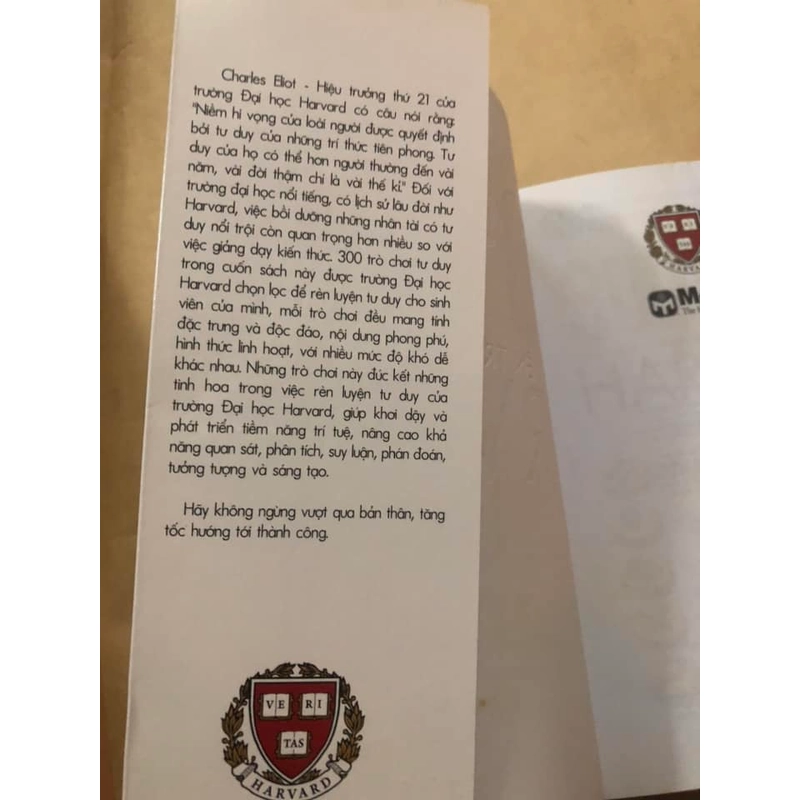 Charles Eliot - Hiệu trưởng thứ 21 của
trường Đại học Harvard có câu nói rằng:
"Niềm hi vọng của loài người được quyết định
bởi tư duy của những trí thức tiên phong. Tư
duy của họ có thể hơn người thường đến vài
năm, vài đời thậm chí là vài thế kỉ." Đối với
trường đại học nổi tiếng, có lịch sử lâu đời như
Harvard, việc bồi dưỡng những nhân tài có tư
duy nổi trội còn quan trọng hơn nhiều so với
việc giảng dạy kiến thức. 300 trò chơi tư duy
trong cuốn sách này được trường Đại học
Harvard chọn lọc để rèn luyện tư duy cho sinh
viên của mình, mỗi trò chơi đều mang tính
đặc trưng và độc đáo, nội dung phong phú,
hình thức linh hoạt, với nhiều mức độ khó dễ
khác nhau. Những trò chơi này đúc kết những
tinh hoa trong việc rèn luyện tư duy của
trường Đại học Harvard, giúp khơi dậy và
phát triển tiềm năng trí tuệ, nâng cao khả
năng quan sát, phân tích, suy luận, phán đoán,
tưởng tượng và sáng tạo.
Hãy không ngừng vượt qua bản thân, tăng
tốc hướng tới thành công.
VE RI
TAS
HARVARD
VE RI
TAS
HARVARD